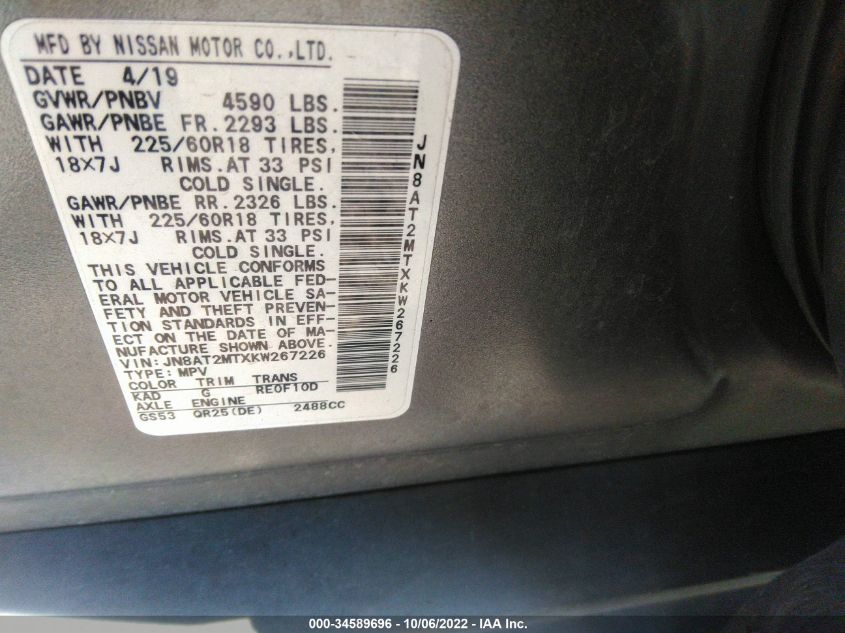 MFD BY NISSAN MOTOR CO.,LTD.
DATE 4/19
GVWR/PNBV 4590 LBS.
GAWR/PNBE FR. 2293 LBS.
WITH 225/60R18 TIRES,
18X7J RIMS.AT 33 PSI
COLD SINGLE.
GAWR/PNBE RR. 2326 LBS.
WITH 225/60R18 TIRES,
18X7J RIMS.AT 33 PSI
COLD SINGLE.
THIS VEHICLE CONFORMS
TO ALL APPLICABLE FED-
ERAL MOTOR VEHICLE SA-
FETY AND THEFT PREVEN-
TION STANDARDS IN EFF-
ECT ON THE DATE OF MA-
NUFACTURE SHOWN ABOVE.
VIN: JN8AT2MTXKW267226
TYPE: MPV
COLOR TRIM TRANS
KAD G RE0F10D
AXLE ENGINE
GS53 QR25(DE) 2488CC
JN8AT2MTXKW267226
000-34589696 - 10/06/2022 - IAA Inc.